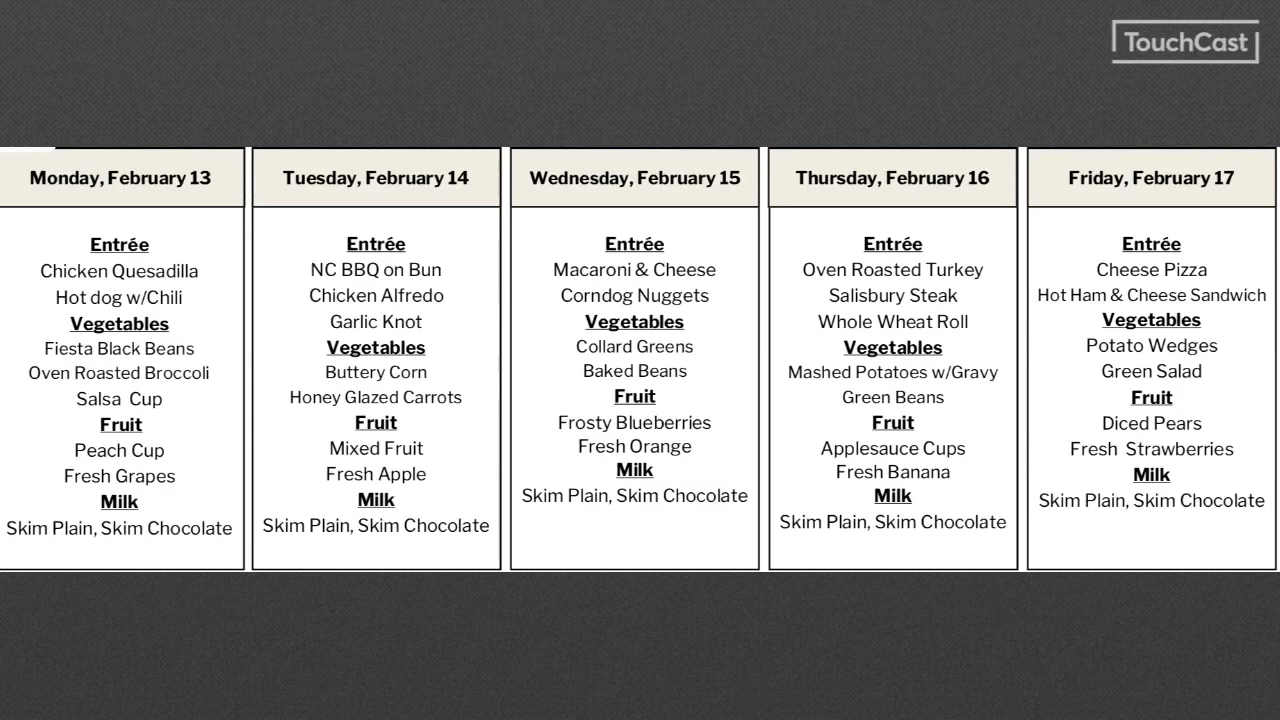 TouchCast
Monday, February 13
Entrée
Chicken Quesadilla
Hot dog w/Chili
Vegetables
Fiesta Black Beans
Oven Roasted Broccoli
Salsa Cup
Fruit
Peach Cup
Fresh Grapes
Milk
Skim Plain, Skim Chocolate
Tuesday, February 14
Entrée
NC BBQ on Bun
Chicken Alfredo
Garlic Knot
Vegetables
Buttery Corn
Honey Glazed Carrots
Fruit
Mixed Fruit
Fresh Apple
Milk
Skim Plain, Skim Chocolate
Wednesday, February 15
Entrée
Macaroni & Cheese
Corndog Nuggets
Vegetables
Collard Greens
Baked Beans
Fruit
Frosty Blueberries
Fresh Orange
Milk
Skim Plain, Skim Chocolate
Thursday, February 16
Entrée
Oven Roasted Turkey
Salisbury Steak
Whole Wheat Roll
Vegetables
Mashed Potatoes w/Gravy
Green Beans
Fruit
Applesauce Cups
Fresh Banana
Milk
Skim Plain, Skim Chocolate
Friday, February 17
Entrée
Cheese Pizza
Hot Ham & Cheese Sandwich
Vegetables
Potato Wedges
Green Salad
Fruit
Diced Pears
Fresh Strawberries
Milk
Skim Plain, Skim Chocolate